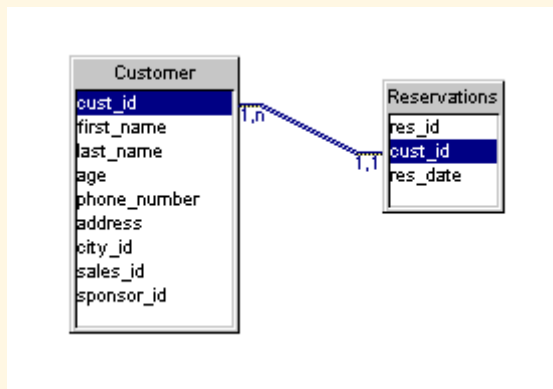 Customer
cust_id
first_name
last_name
age
phone_number
address
city_id
sales_id
sponsor_id
1,n
1,1
Reservations
res_id
cust_id
res_date